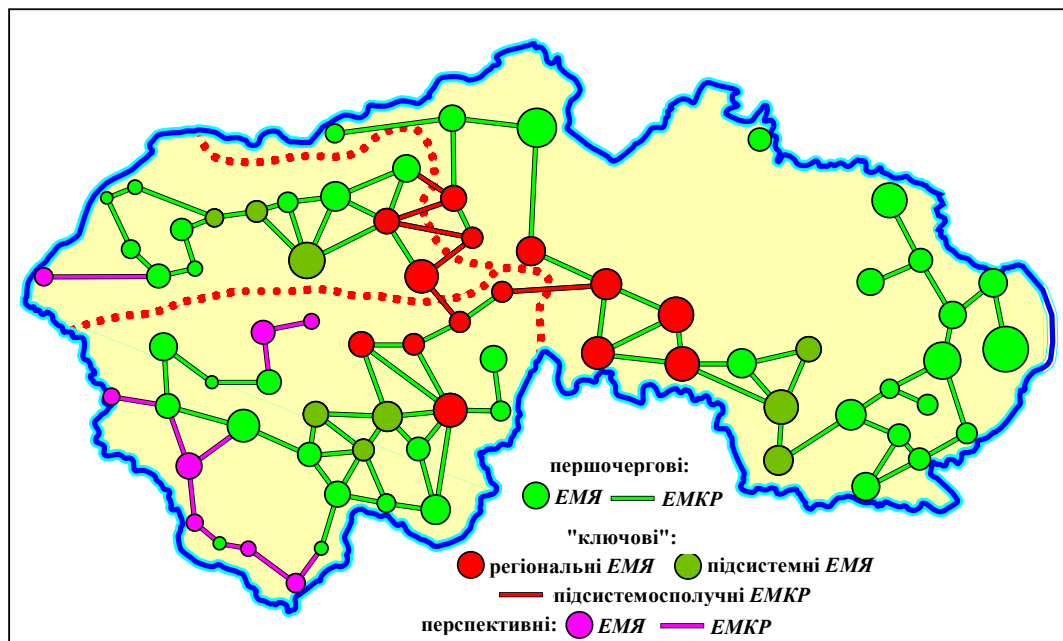 першочергові:
ЕМЯ ЕМКР
"ключові":
регіональні ЕМЯ підсистемні ЕМЯ
підсистемосполучні ЕМКР
перспективні: ЕМЯ ЕМКР